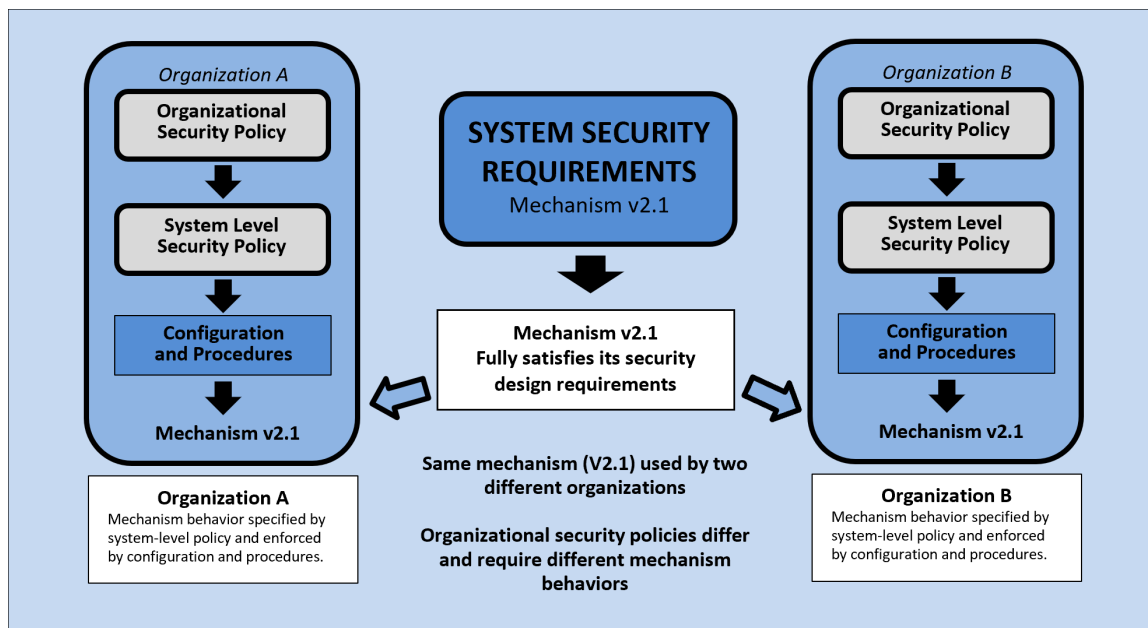 Organization A
Organizational
Security Policy
System Level
Security Policy
Configuration
and Procedures
Mechanism v2.1
Organization A
Mechanism behavior specified by
system-level policy and enforced
by configuration and procedures.
SYSTEM SECURITY
REQUIREMENTS
Mechanism v2.1
Mechanism v2.1
Fully satisfies its security
design requirements
Same mechanism (V2.1) used by two
different organizations
Organizational security policies differ
and require different mechanism
behaviors
Organization B
Organizational
Security Policy
System Level
Security Policy
Configuration
and Procedures
Mechanism v2.1
Organization B
Mechanism behavior specified by
system-level policy and enforced
by configuration and procedures.